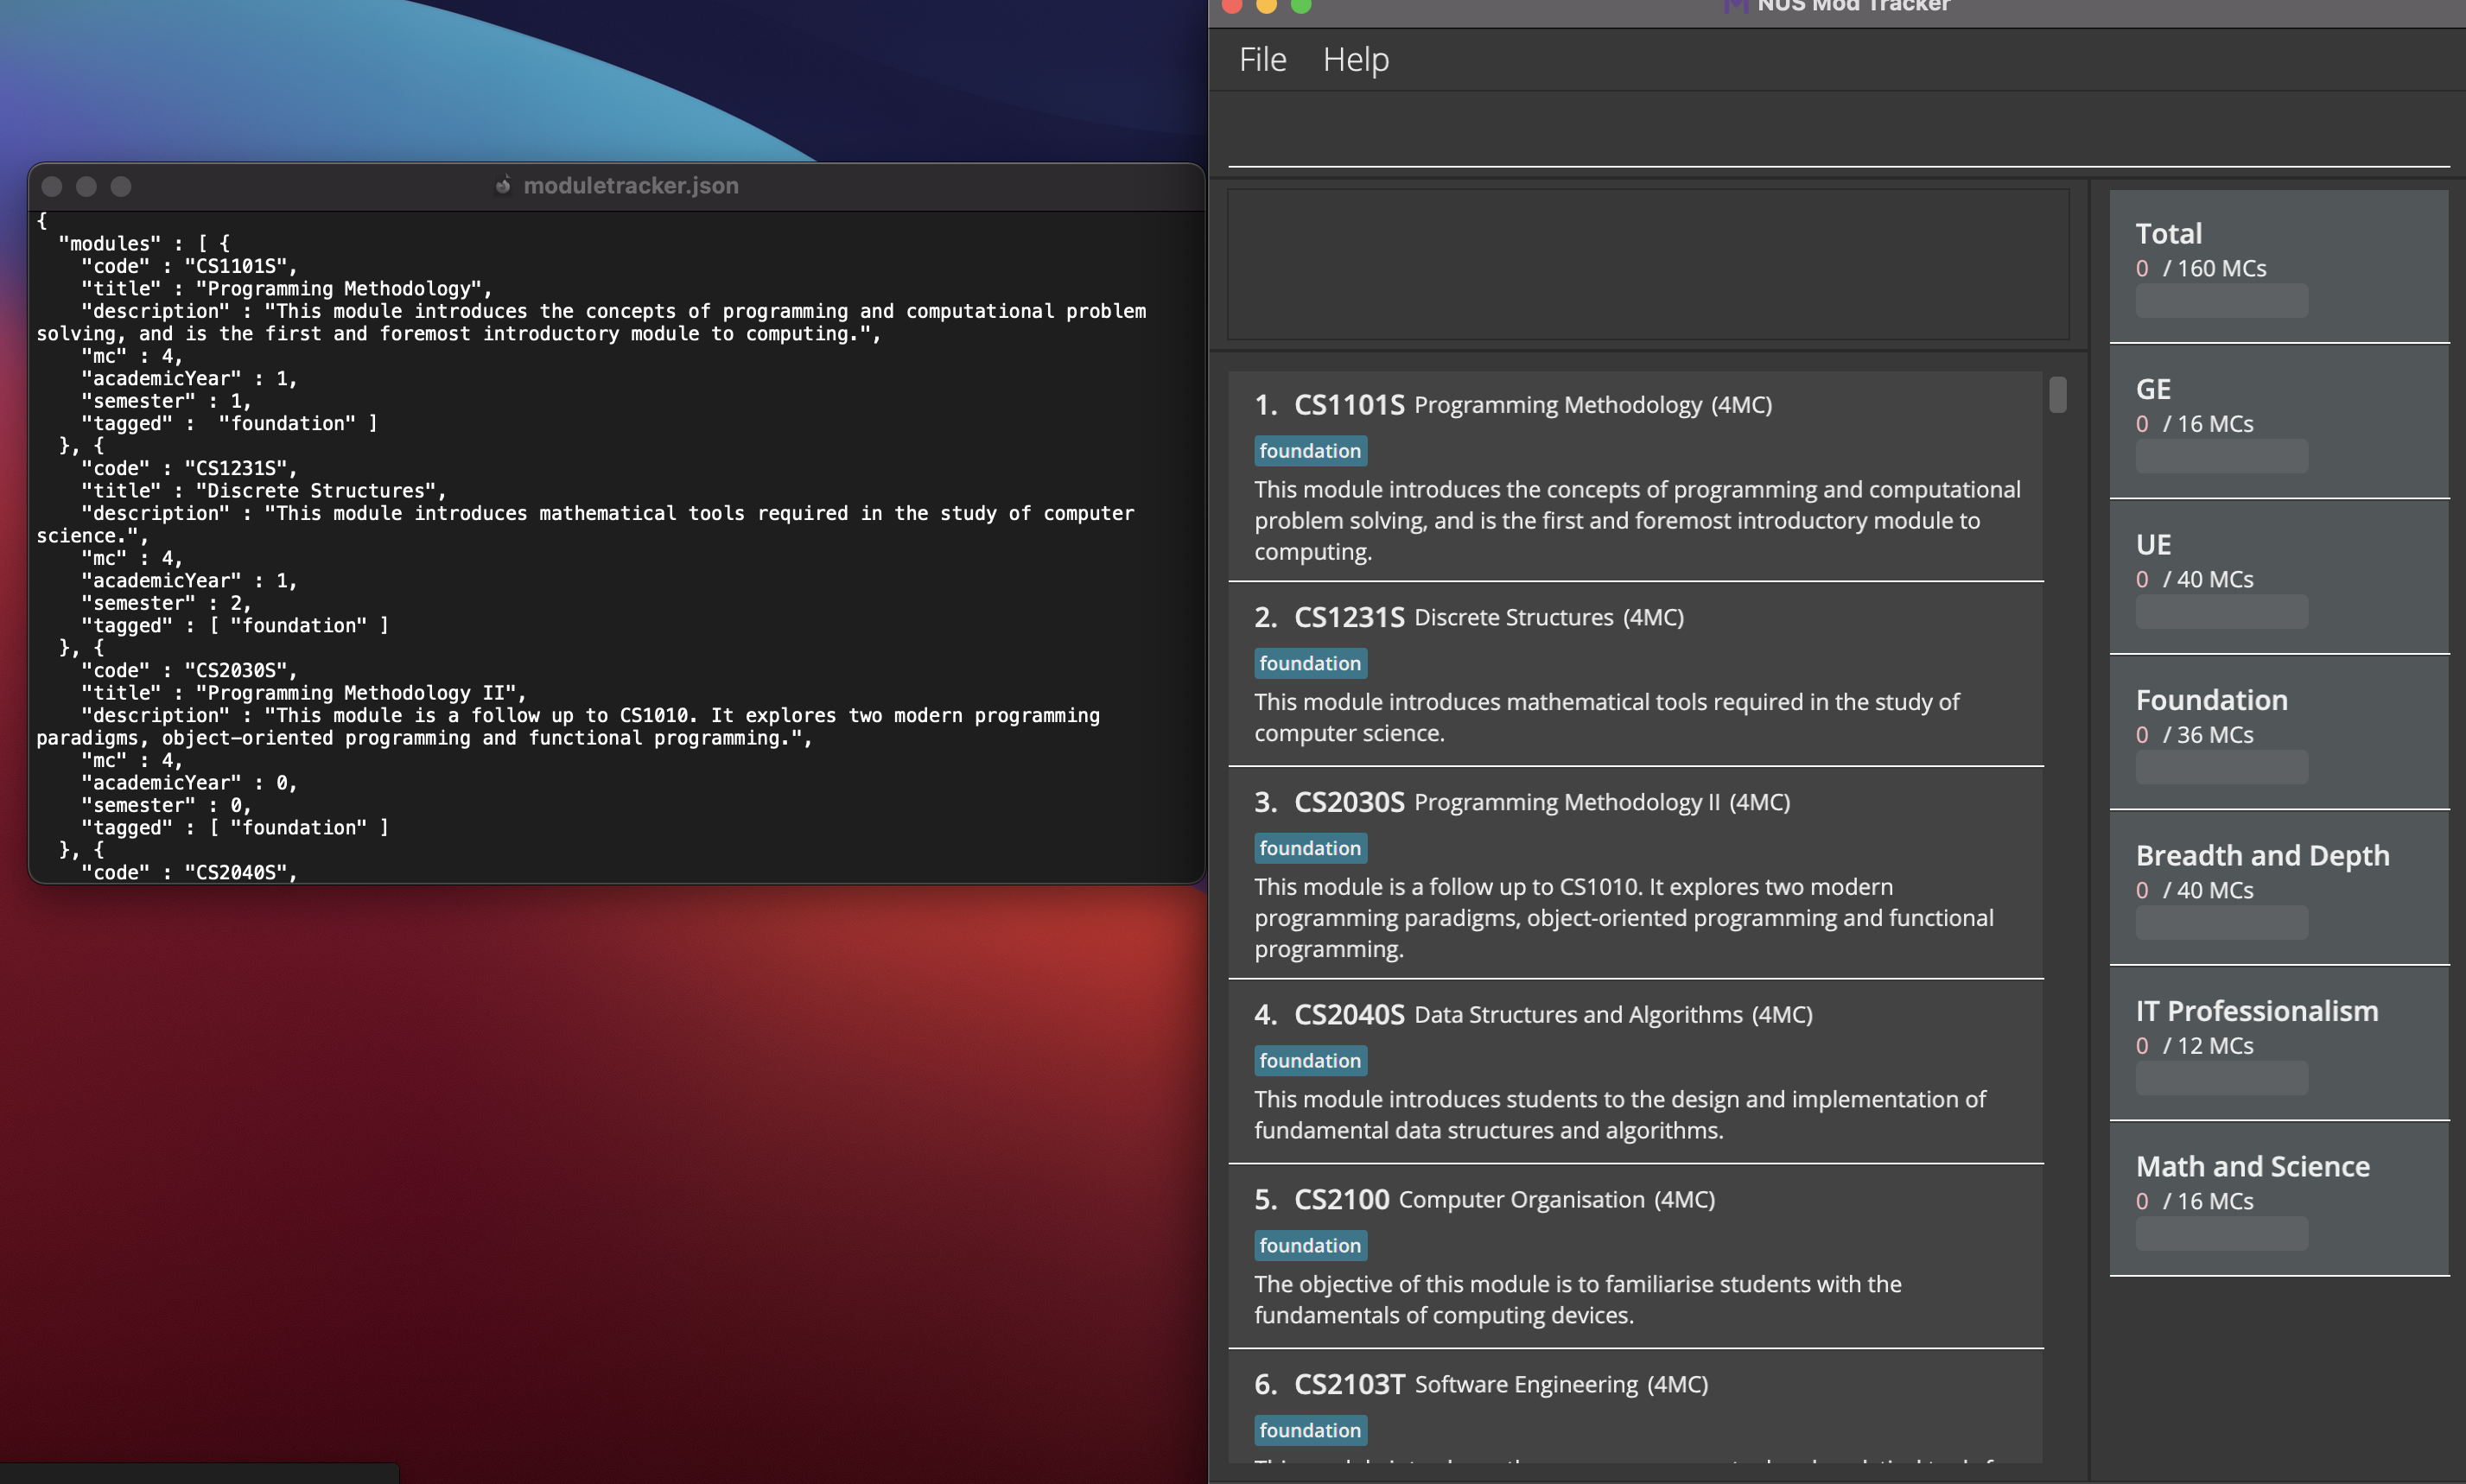 moduletracker.json
{
"modules" : [ {
"code" : "CS1101S",
"title" : "Programming Methodology",
"description" : "This module introduces the concepts of programming and computational problem
solving, and is the first and foremost introductory module to computing.",
"mc" : 4,
"academicYear" : 1,
"semester" : 1,
"tagged" :  "foundation" ]
}, {
"code" : "CS1231S",
"title" : "Discrete Structures",
"description" : "This module introduces mathematical tools required in the study of computer
science.",
"mc" : 4,
"academicYear" : 1,
"semester" : 2,
"tagged" : [ "foundation" ]
}, {
"code" : "CS2030S",
"title" : "Programming Methodology II",
"description" : "This module is a follow up to CS1010. It explores two modern programming
paradigms, object-oriented programming and functional programming.",
"mc" : 4,
"academicYear" : 0,
"semester" : 0,
"tagged" : [ "foundation" ]
}, {
"code" : "CS2040S",
NUS Mod Tracker
File Help
1. CS1101S Programming Methodology (4MC)
foundation
This module introduces the concepts of programming and computational
problem solving, and is the first and foremost introductory module to
computing.
2. CS1231S Discrete Structures (4MC)
foundation
This module introduces mathematical tools required in the study of
computer science.
3. CS2030S Programming Methodology II (4MC)
foundation
This module is a follow up to CS1010. It explores two modern
programming paradigms, object-oriented programming and functional
programming.
4. CS2040S Data Structures and Algorithms (4MC)
foundation
This module introduces students to the design and implementation of
fundamental data structures and algorithms.
5. CS2100 Computer Organisation (4MC)
foundation
The objective of this module is to familiarise students with the
fundamentals of computing devices.
6. CS2103T Software Engineering (4MC)
foundation
Total
0 / 160 MCs
GE
0 / 16 MCs
UE
0 / 40 MCs
Foundation
0 / 36 MCs
Breadth and Depth
0 / 40 MCs
IT Professionalism
0 / 12 MCs
Math and Science
0 / 16 MCs